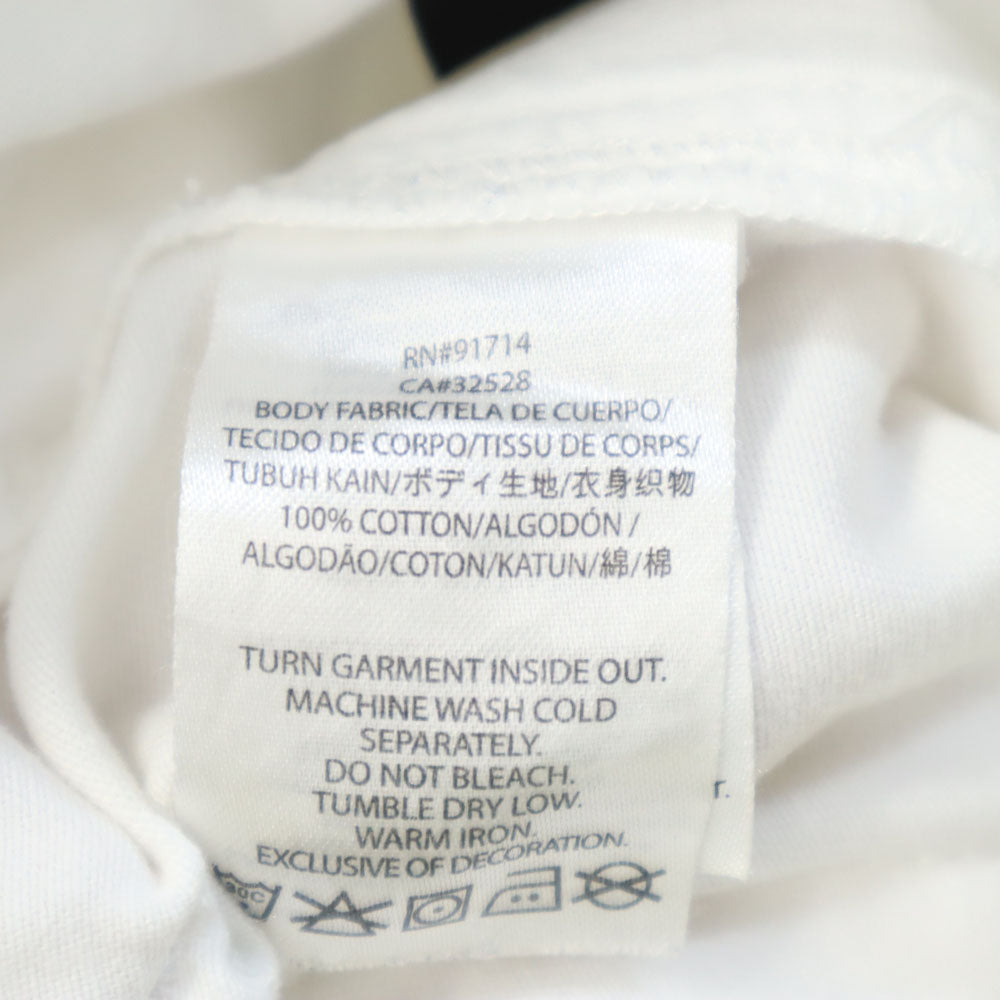 RN#91714
CA#32528
BODY FABRIC/TELA DE CUERPO/
TECIDO DE CORPO/TISSU DE CORPS/
TUBUH KAIN/ボディ生地/衣身织物
100% COTTON/ALGODÓN /
ALGODÃO/COTON/KATUN/綿/棉
TURN GARMENT INSIDE OUT.
MACHINE WASH COLD
SEPARATELY.
DO NOT BLEACH.
TUMBLE DRY LOW.
WARM IRON.
EXCLUSIVE OF DECORATION.